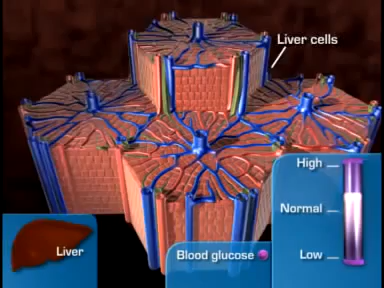 Liver cells
High
Normal
Low
Liver
Blood glucose